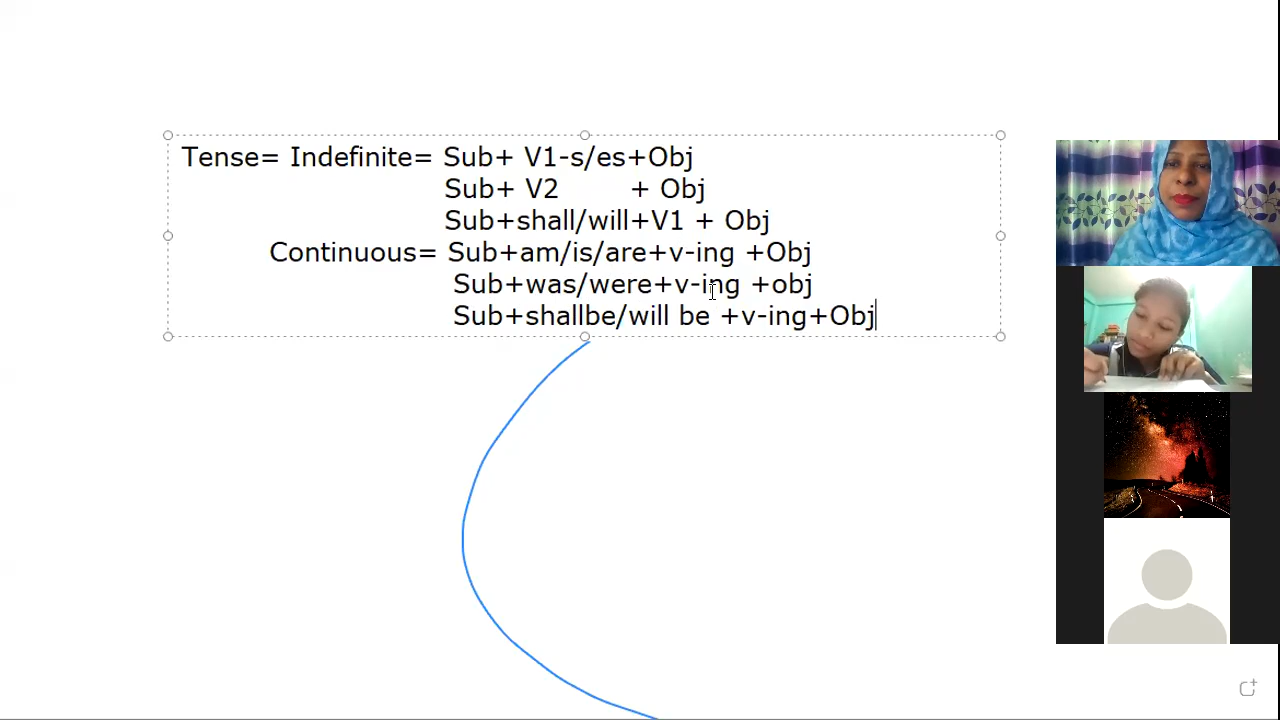 Tense= Indefinite= Sub+ V1-s/es+Obj
Sub+ V2 + Obj
Sub+shall/will+V1 + Obj
Continuous= Sub+am/is/are+v-ing +Obj
Sub+was/were+v-ing +obj
Sub+shallbe/will be +v-ing+Obj